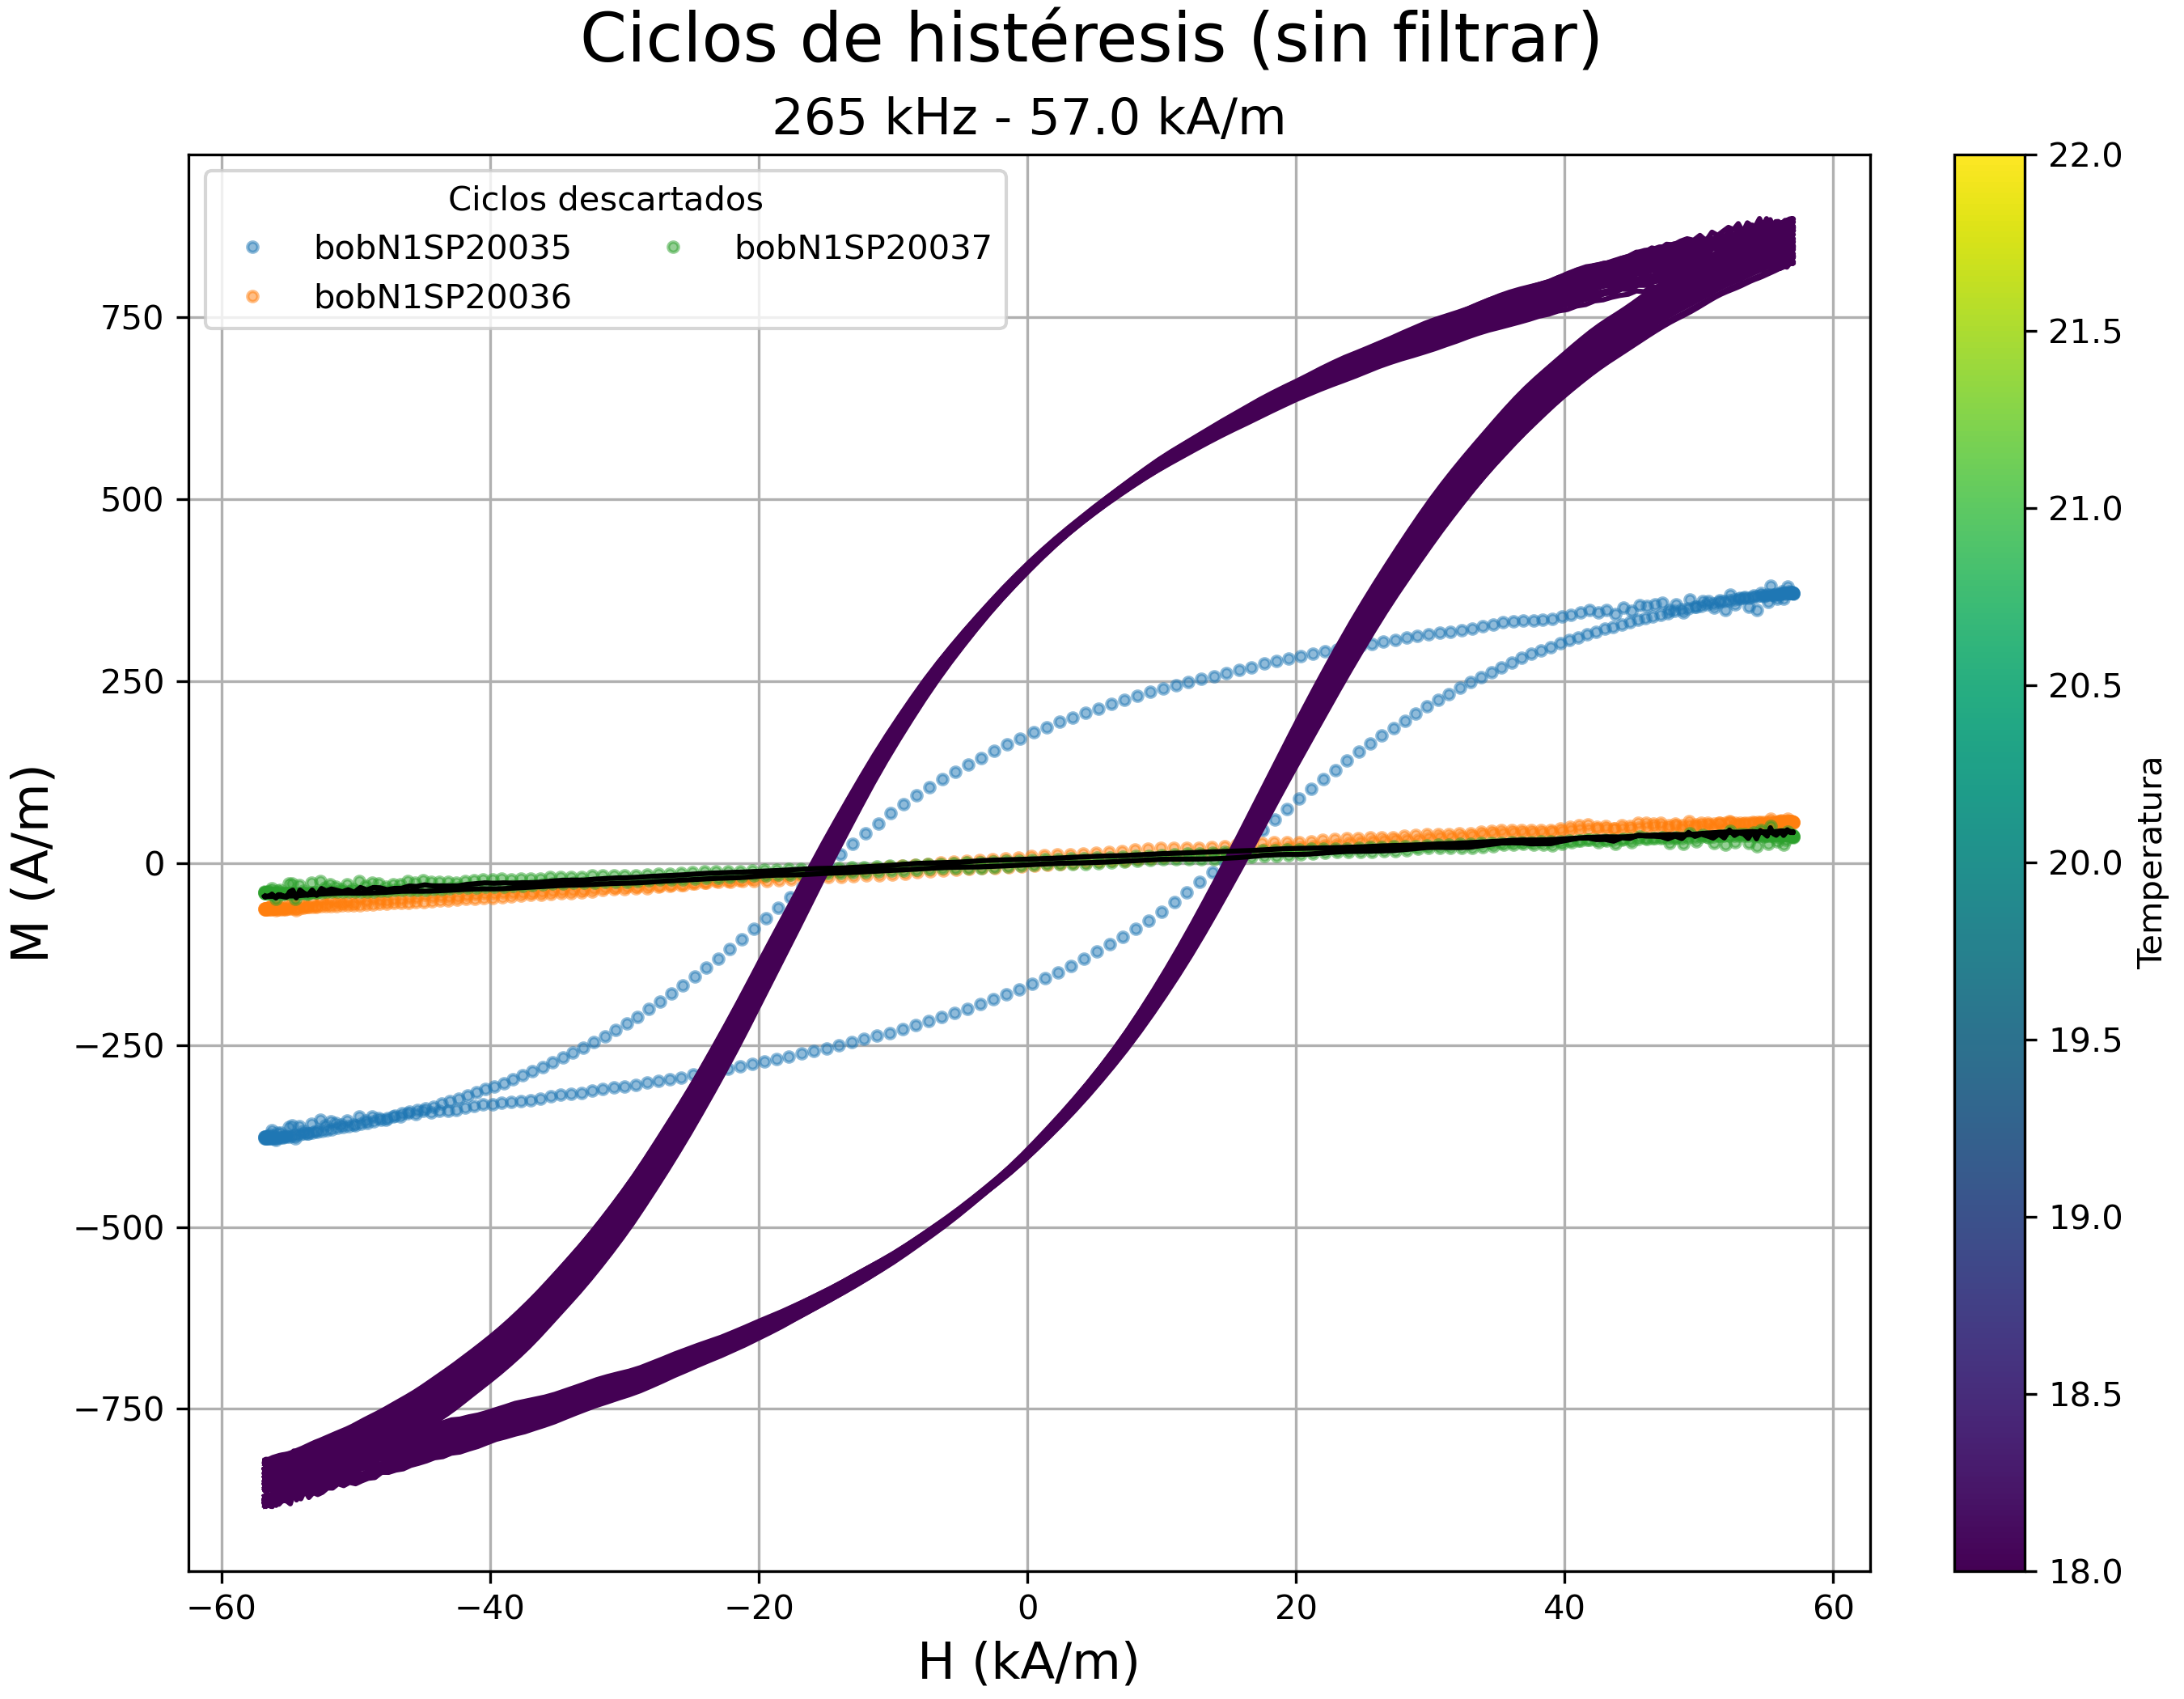 Ciclos de histéresis (sin filtrar)
265 kHz - 57.0 kA/m
Ciclos descartados
bobN1SP20035
bobN1SP20037
bobN1SP20036
750
500
250
0
−250
−500
−750
M (A/m)
−60
−40
−20
0
20
40
60
H (kA/m)
22.0
21.5
21.0
20.5
20.0
19.5
19.0
18.5
18.0
Temperatura